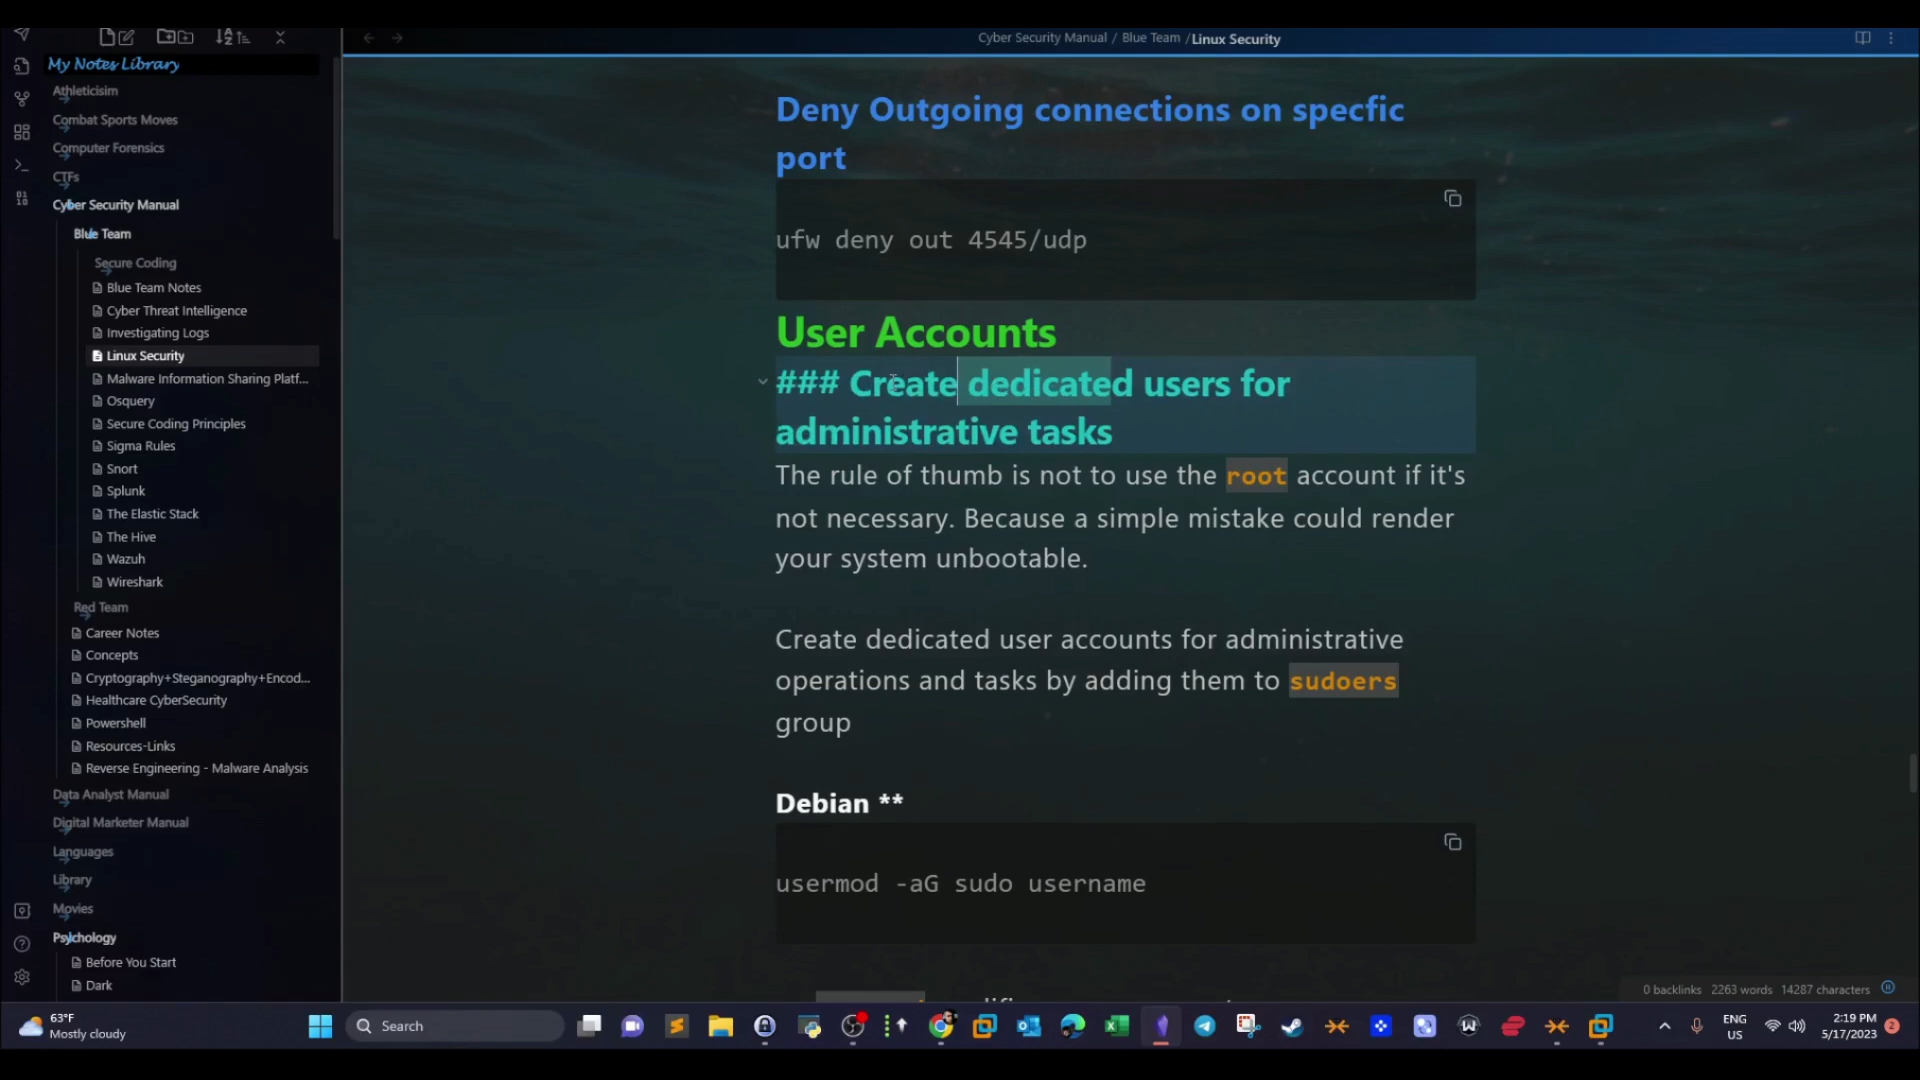 My Notes Library
Athleticisim
Combat Sports Moves
Computer Forensics
CTFs
Cyber Security Manual
Blue Team
Secure Coding
Blue Team Notes
Cyber Threat Intelligence
Investigating Logs
Linux Security
Malware Information Sharing Platf...
Osquery
Secure Coding Principles
Sigma Rules
Snort
Splunk
The Elastic Stack
The Hive
Wazuh
Wireshark
Red Team
Career Notes
Concepts
Cryptography+Steganography+Encod...
Healthcare CyberSecurity
Powershell
Resources-Links
Reverse Engineering - Malware Analysis
Data Analyst Manual
Digital Marketer Manual
Languages
Library
Movies
Psychology
Before You Start
Dark
Cyber Security Manual / Blue Team / Linux Security
Deny Outgoing connections on specfic
port
ufw deny out 4545/udp
User Accounts
### Create dedicated users for
administrative tasks
The rule of thumb is not to use the root account if it's
not necessary. Because a simple mistake could render
your system unbootable.
Create dedicated user accounts for administrative
operations and tasks by adding them to sudoers
group
Debian **
usermod -aG sudo username
0 backlinks 2263 words 14287 characters
63°F
Mostly cloudy
Search
ENG
US
2:19 PM
5/17/2023
2